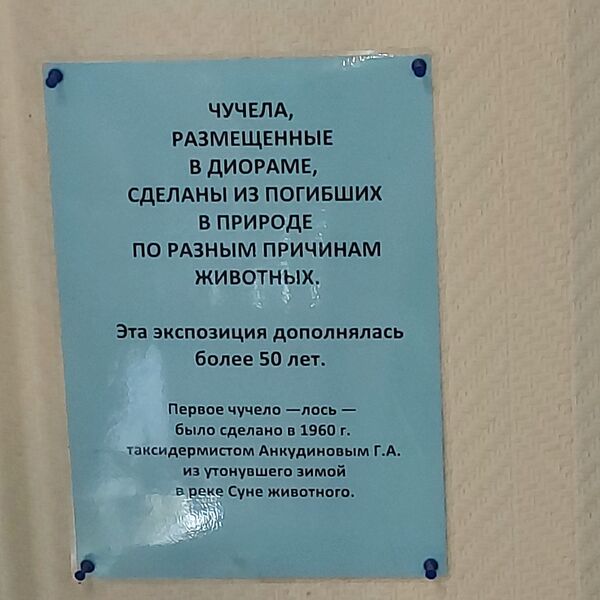 ЧУЧЕЛА,
РАЗМЕЩЕННЫЕ
В ДИОРАМЕ,
СДЕЛАНЫ ИЗ ПОГИБШИХ
В ПРИРОДЕ
ПО РАЗНЫМ ПРИЧИНАМ
ЖИВОТНЫХ.
Эта экспозиция дополнялась
более 50 лет.
Первое чучело —лось —
было сделано в 1960 г.
таксидермистом Анкудиновым Г.А.
из утонувшего зимой
в реке Суне животного.